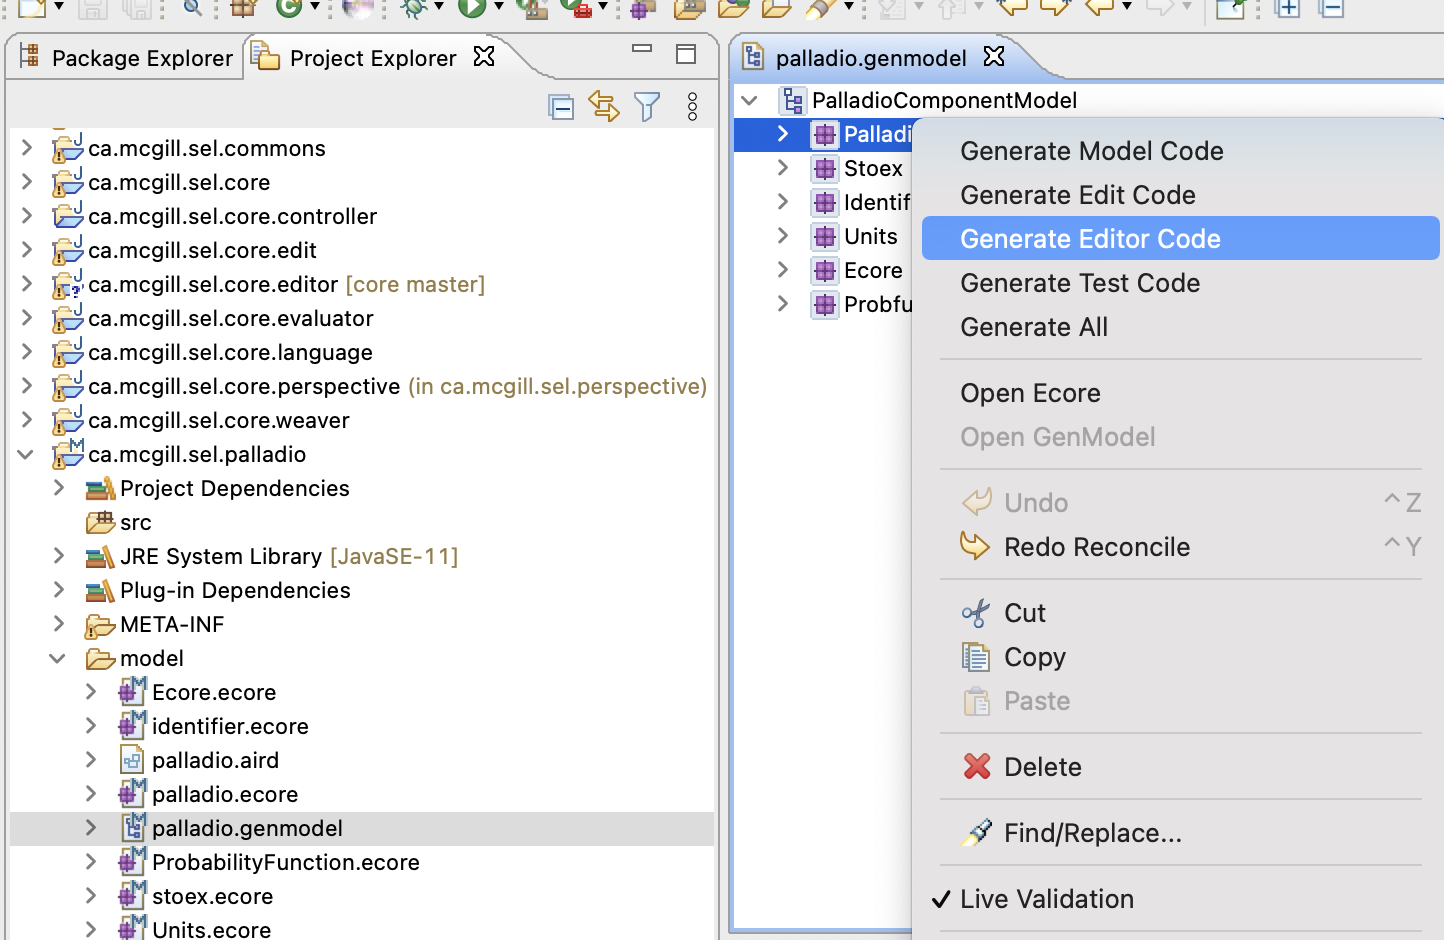 Package Explorer
Project Explorer
ca.mcgill.sel.commons
ca.mcgill.sel.core
ca.mcgill.sel.core.controller
ca.mcgill.sel.core.edit
ca.mcgill.sel.core.editor [core master]
ca.mcgill.sel.core.evaluator
ca.mcgill.sel.core.language
ca.mcgill.sel.core.perspective (in ca.mcgill.sel.perspective)
ca.mcgill.sel.core.weaver
ca.mcgill.sel.palladio
Project Dependencies
src
JRE System Library [JavaSE-11]
Plug-in Dependencies
META-INF
model
Ecore.ecore
identifier.ecore
palladio.aird
palladio.ecore
palladio.genmodel
ProbabilityFunction.ecore
stoex.ecore
Units.ecore
palladio.genmodel
PalladioComponentModel
Palladi
Stoex
Identif
Units
Ecore
Probfu
Generate Model Code
Generate Edit Code
Generate Editor Code
Generate Test Code
Generate All
Open Ecore
Open GenModel
Undo ^Z
Redo Reconcile ^Y
Cut
Copy
Paste
Delete
Find/Replace...
Live Validation